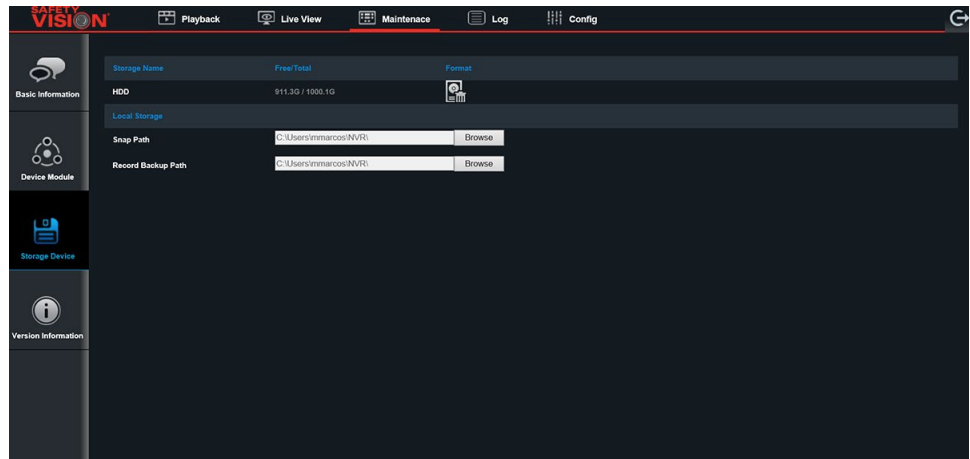 SAFETY
VISION
Playback
Live View
Maintenace
Log
Config
Basic Information
Device Module
Storage Device
Version Information
Storage Name Free/Total Format
HDD 911.3G / 1000.1G
Local Storage
Snap Path C:\Users\mmarcos\NVR\ Browse
Record Backup Path C:\Users\mmarcos\NVR\ Browse